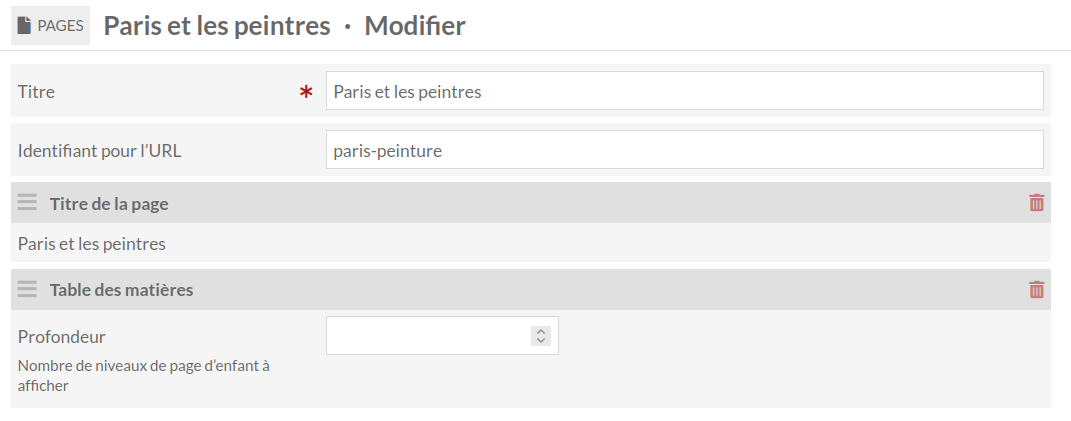 PAGES Paris et les peintres · Modifier
Titre * Paris et les peintres
Identifiant pour l’URL paris-peinture
Titre de la page
Paris et les peintres
Table des matières
Profondeur
Nombre de niveaux de page d’enfant à
afficher